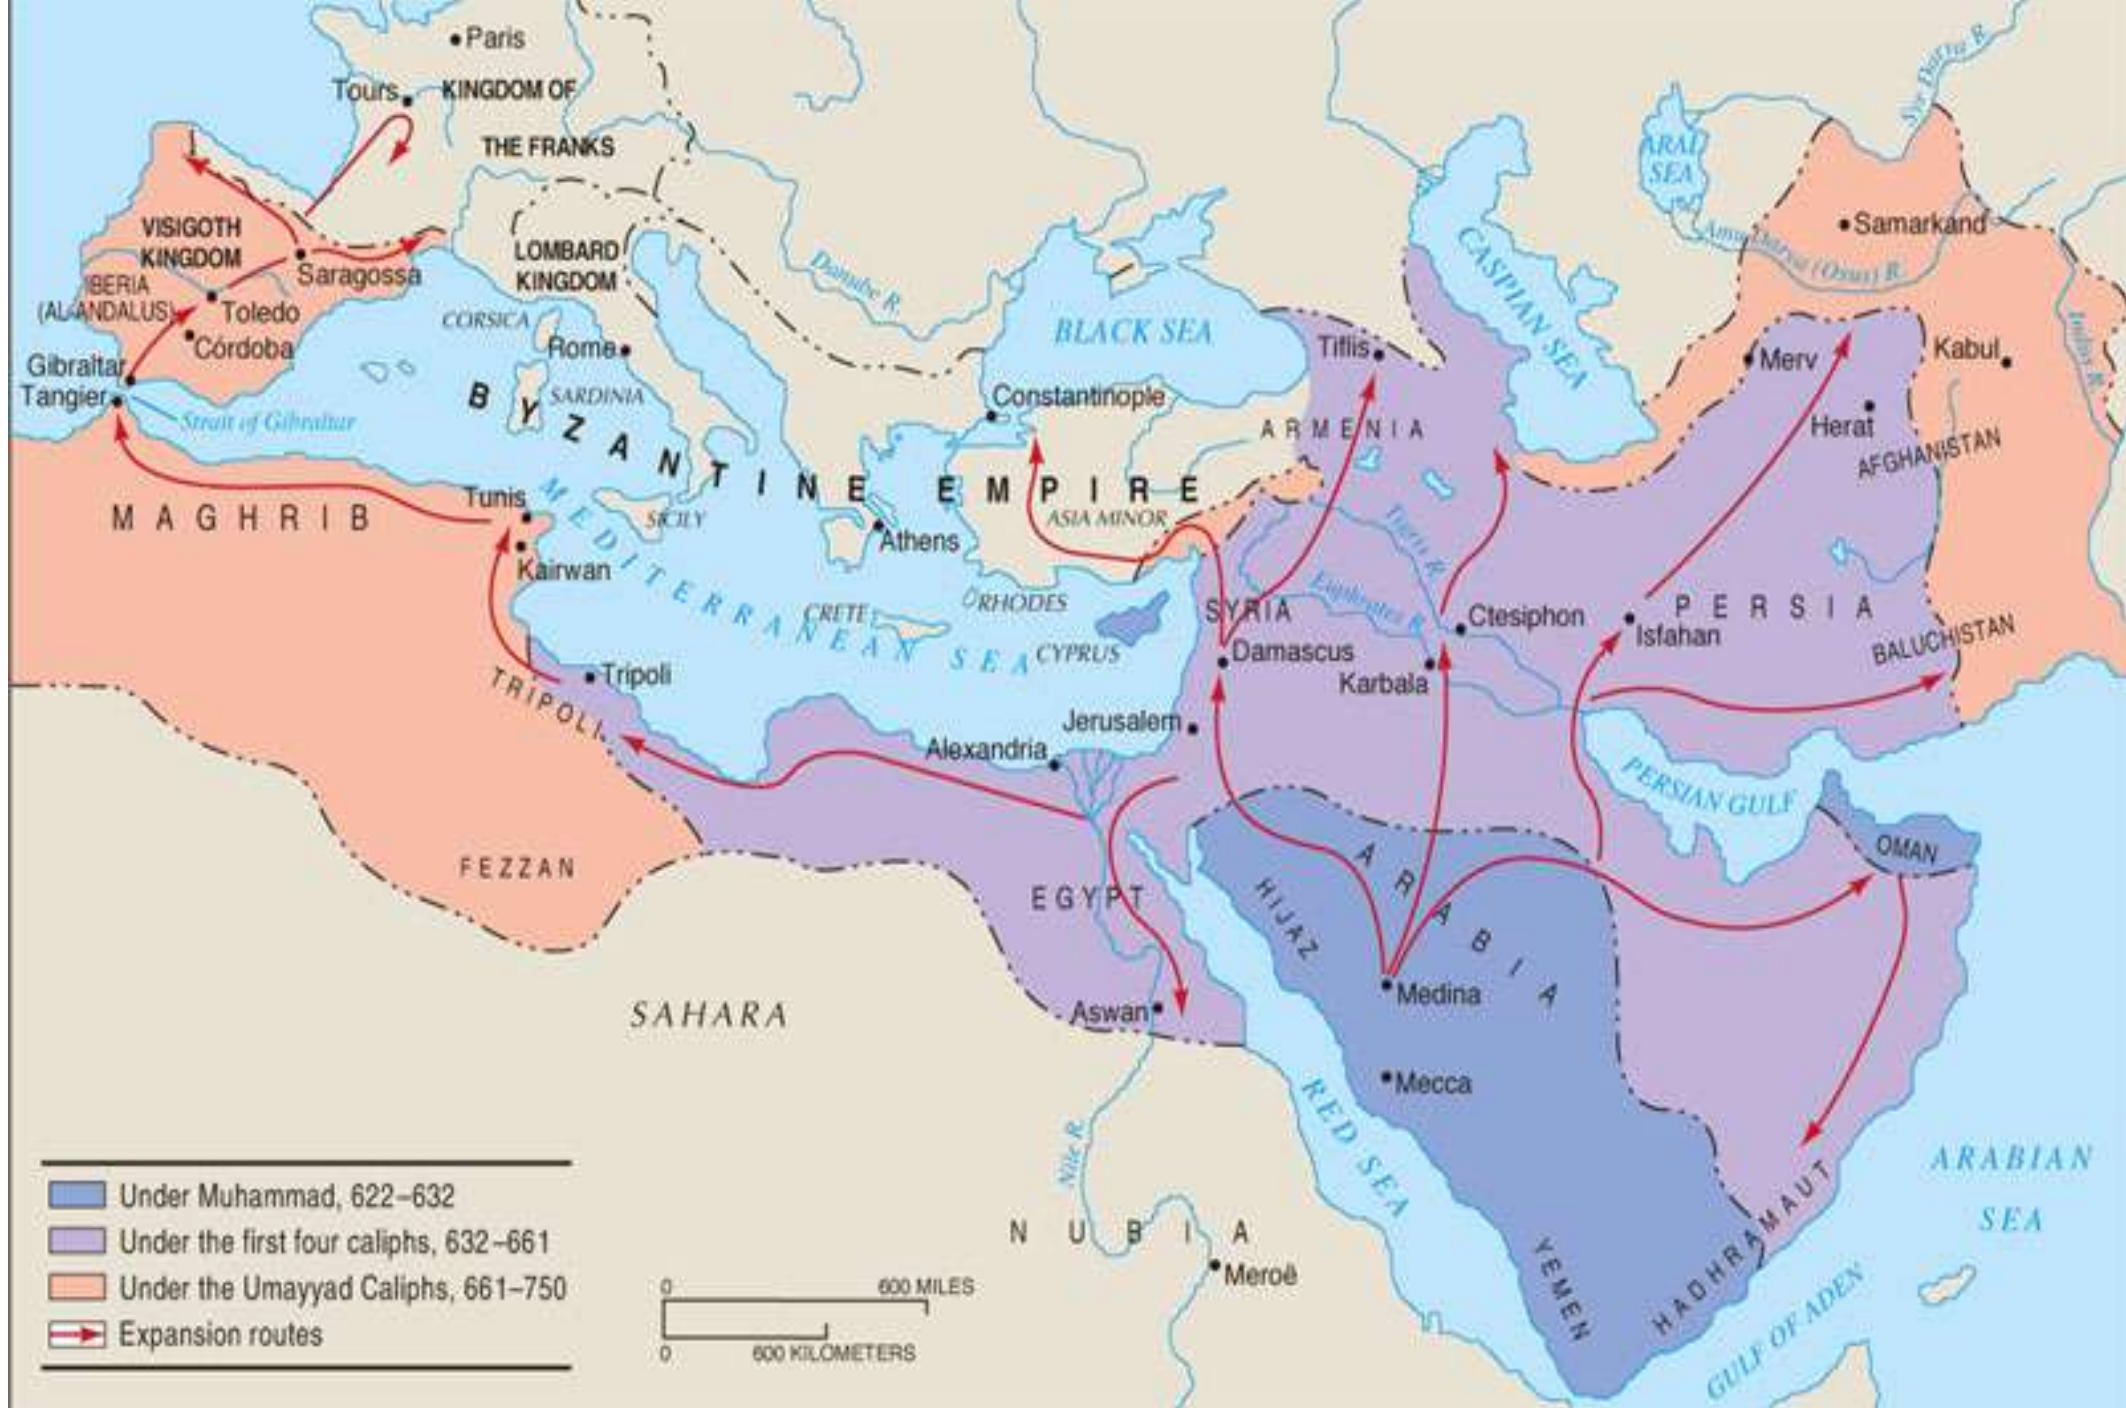 Paris
Tours
KINGDOM OF
THE FRANKS
VISIGOTH
KINGDOM
IBERIA
(AL-ANDALUS)
Saragossa
Toledo
Córdoba
Gibraltar
Tangier
Strait of Gibraltar
LOMBARD
KINGDOM
CORSICA
Rome
SARDINIA
Danube R.
BLACK SEA
Constantinople
BYZANTINE EMPIRE
ASIA MINOR
SICILY
Athens
RHODES
CRETE
CYPRUS
MEDITERRANEAN SEA
MAGHRIB
Tunis
Kairwan
Tripoli
TRIPOLI
FEZZAN
SAHARA
Alexandria
Jerusalem
EGYPT
Aswan
Nile R.
NUBIA
Meroë
ARAL
SEA
Syr Darya R.
Amu Darya (Oxus) R.
Samarkand
CASPIAN SEA
Tiflis
ARMENIA
Merv
Herat
Kabul
Indus R.
AFGHANISTAN
Tigris R.
Euphrates R.
SYRIA
Damascus
Ctesiphon
Karbala
Isfahan
PERSIA
BALUCHISTAN
PERSIAN GULF
OMAN
ARABIA
HIJAZ
Medina
Mecca
RED SEA
YEMEN
HADHRAMAUT
GULF OF ADEN
ARABIAN
SEA
Under Muhammad, 622–632
Under the first four caliphs, 632–661
Under the Umayyad Caliphs, 661–750
Expansion routes
0 600 MILES
0 600 KILOMETERS